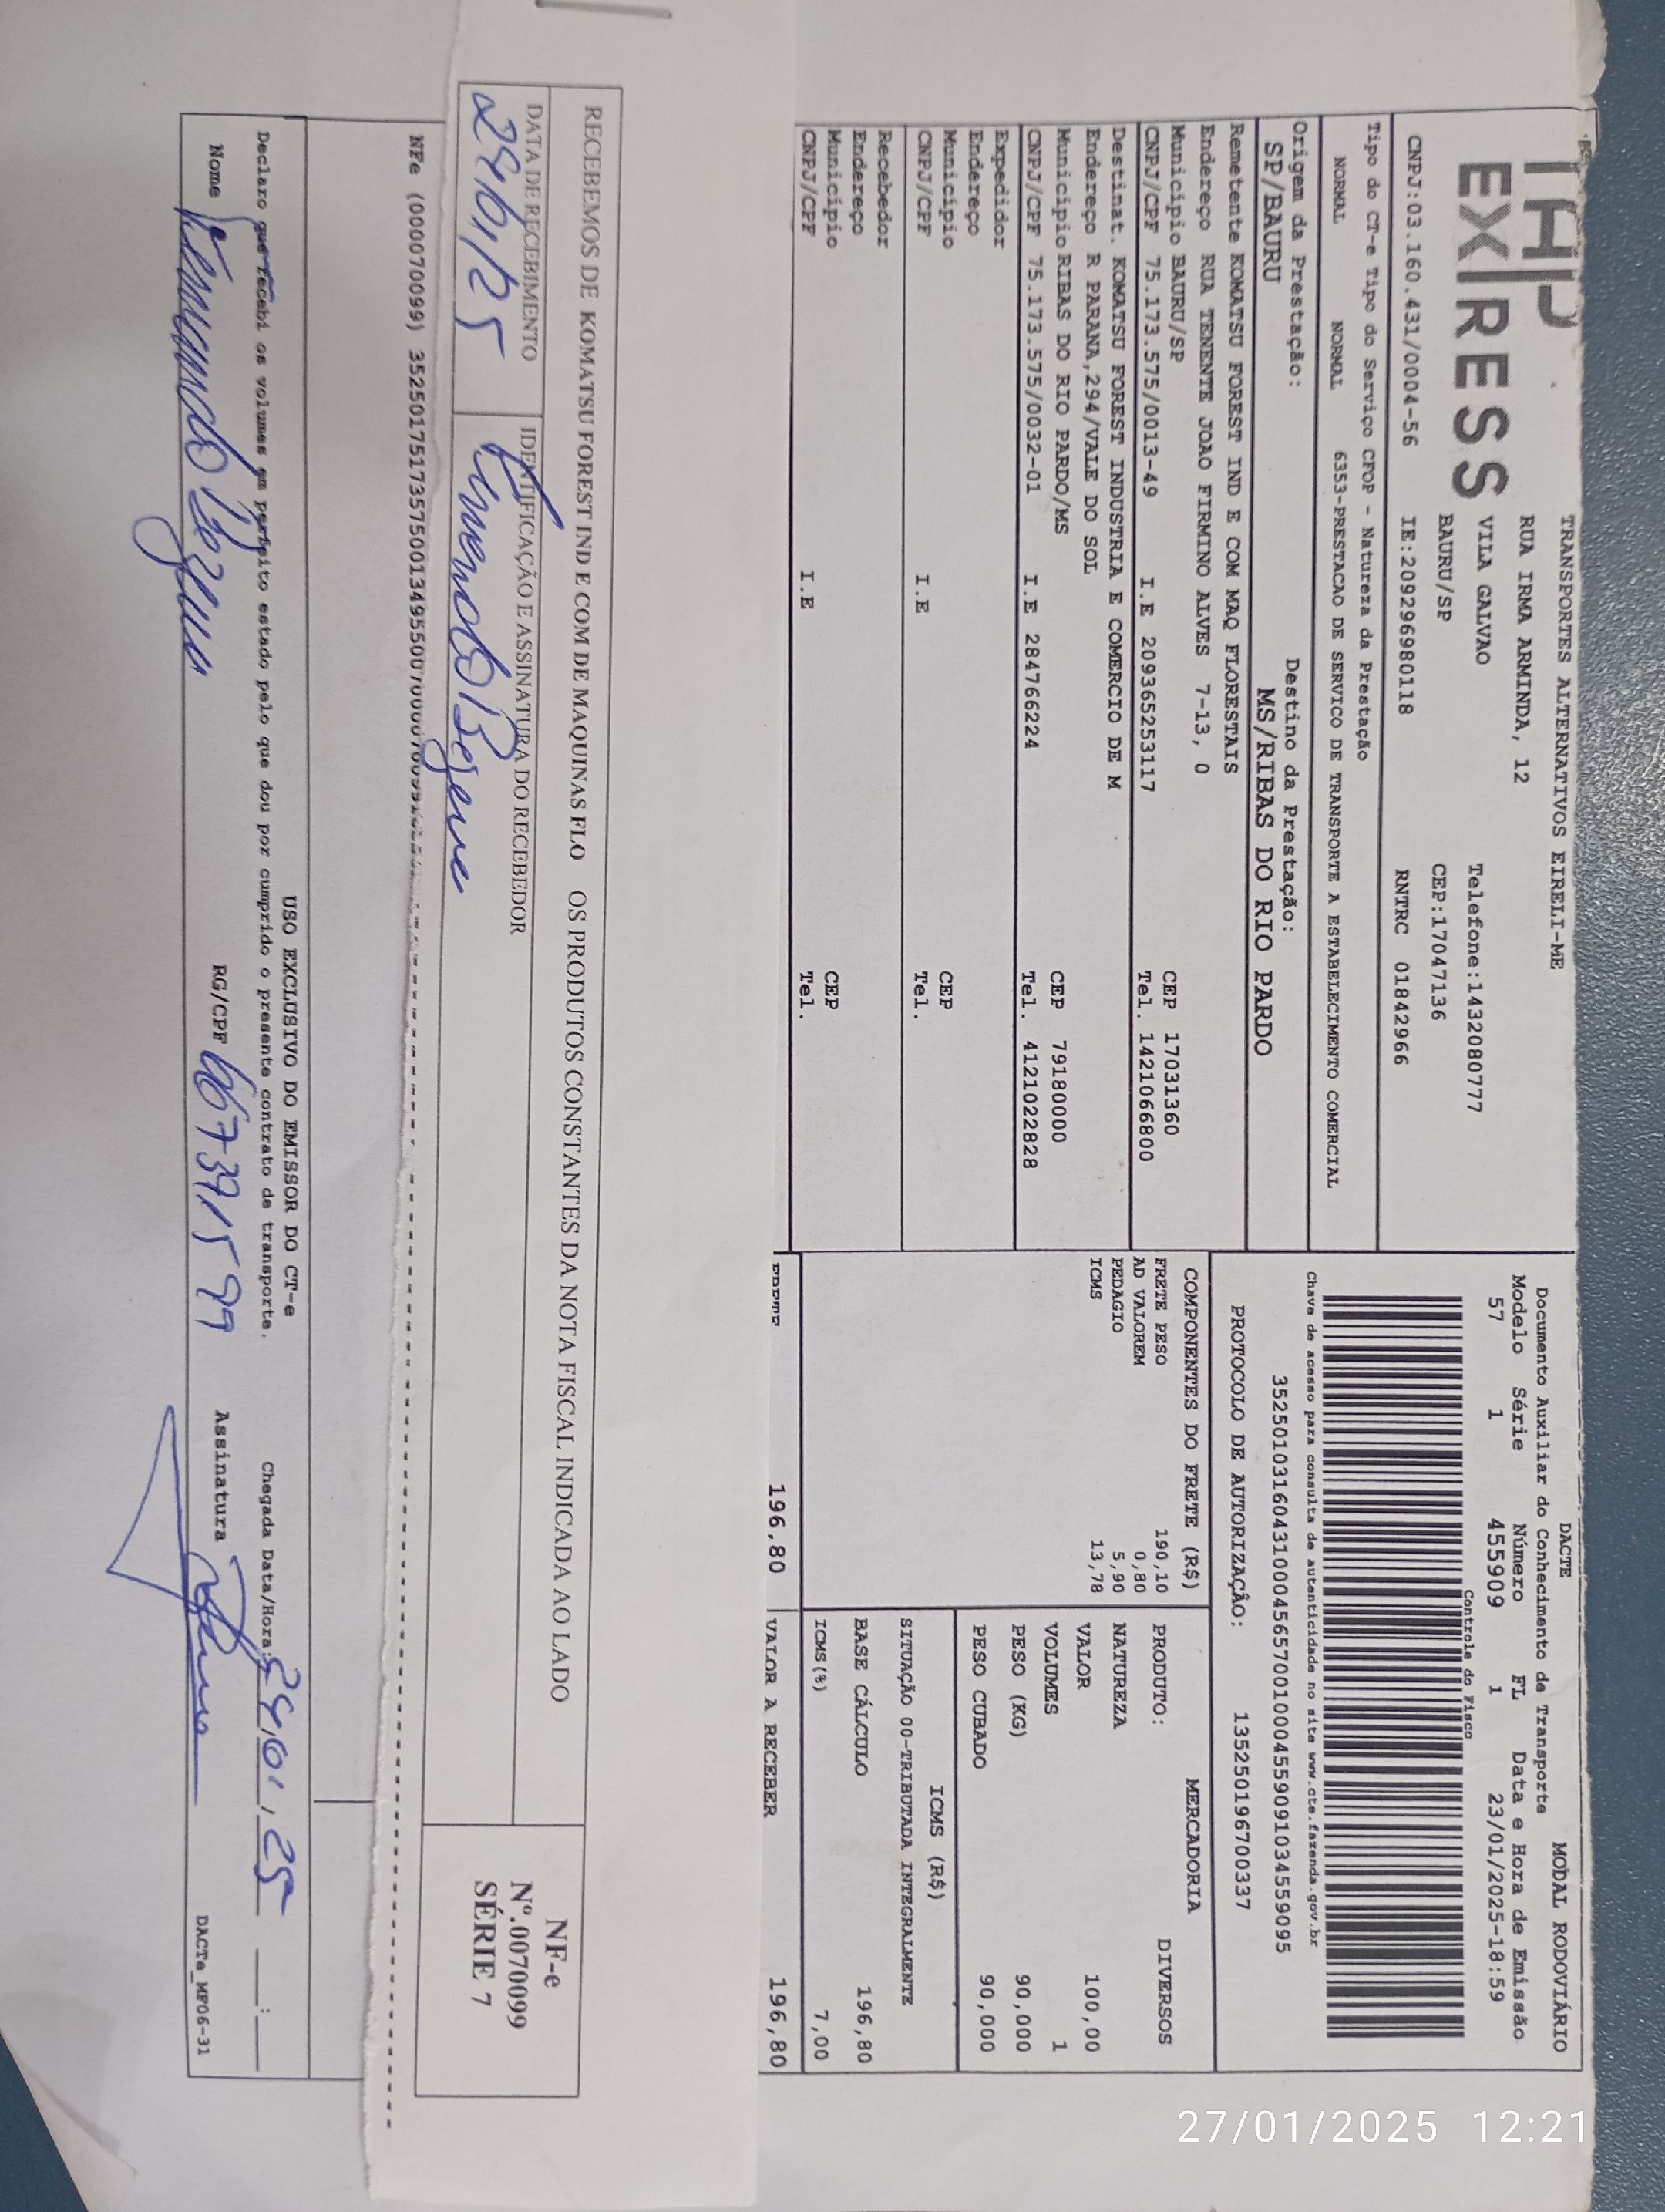 THP
EX|RESS
TRANSPORTES ALTERNATIVOS EIRELI-ME
RUA IRMA ARMINDA, 12
VILA GALVAO Telefone:1432080777
BAURU/SP CEP:17047136
CNPJ:03.160.431/0004-56 IE:209296980118 RNTRC 01842966
Tipo do CT-e Tipo do Serviço CFOP - Natureza da Prestação
NORMAL NORMAL 6353-PRESTACAO DE SERVICO DE TRANSPORTE A ESTABELECIMENTO COMERCIAL
Origem da Prestação: Destino da Prestação:
SP/BAURU MS/RIBAS DO RIO PARDO
Remetente KOMATSU FOREST IND E COM MAQ FLORESTAIS
Endereço RUA TENENTE JOAO FIRMINO ALVES 7-13, 0
Município BAURU/SP CEP 17031360
CNPJ/CPF 75.173.575/0013-49 I.E 209365253117 Tel. 1421066800
Destinat. KOMATSU FOREST INDUSTRIA E COMERCIO DE M
Endereço R PARANA,294/VALE DO SOL
Município RIBAS DO RIO PARDO/MS CEP 79180000
CNPJ/CPF 75.173.575/0032-01 I.E 284766224 Tel. 4121022828
Expedidor
Endereço
Município CEP
CNPJ/CPF I.E Tel.
Recebedor
Endereço
Município CEP
CNPJ/CPF I.E Tel.
DACTE MODAL RODOVIÁRIO
Documento Auxiliar do Conhecimento de Transporte
Modelo Série Número FL Data e Hora de Emissão
57 1 455909 1 23/01/2025-18:59
Controle do Fisco
Chave de acesso para consulta de autenticidade no site www.cte.fazenda.gov.br
35250103160431000456570010004559091034559095
PROTOCOLO DE AUTORIZAÇÃO: 135250196700337
COMPONENTES DO FRETE (R$)
FRETE PESO 190,10
AD VALOREM 0,80
PEDAGIO 5,90
ICMS 13,78
196,80
MERCADORIA
PRODUTO: DIVERSOS
NATUREZA
VALOR 100,00
VOLUMES 1
PESO (KG) 90,000
PESO CUBADO 90,000
ICMS (R$)
SITUAÇÃO 00-TRIBUTADA INTEGRALMENTE
BASE CÁLCULO 196,80
ICMS(%) 7,00
VALOR A RECEBER 196,80
RECEBEMOS DE KOMATSU FOREST IND E COM DE MAQUINAS FLO OS PRODUTOS CONSTANTES DA NOTA FISCAL INDICADA AO LADO
DATA DE RECEBIMENTO IDENTIFICAÇÃO E ASSINATURA DO RECEBEDOR
24/01/25
NF-e
Nº.0070099
SÉRIE 7
NFe (000070099)
USO EXCLUSIVO DO EMISSOR DO CT-e
Declaro que recebi os volumes em perfeito estado pelo que dou por cumprido o presente contrato de transporte. Chegada Data/Hora: 24/01/25 __:__
Nome RG/CPF Assinatura
DACTe_MF06-31
27/01/2025 12:21